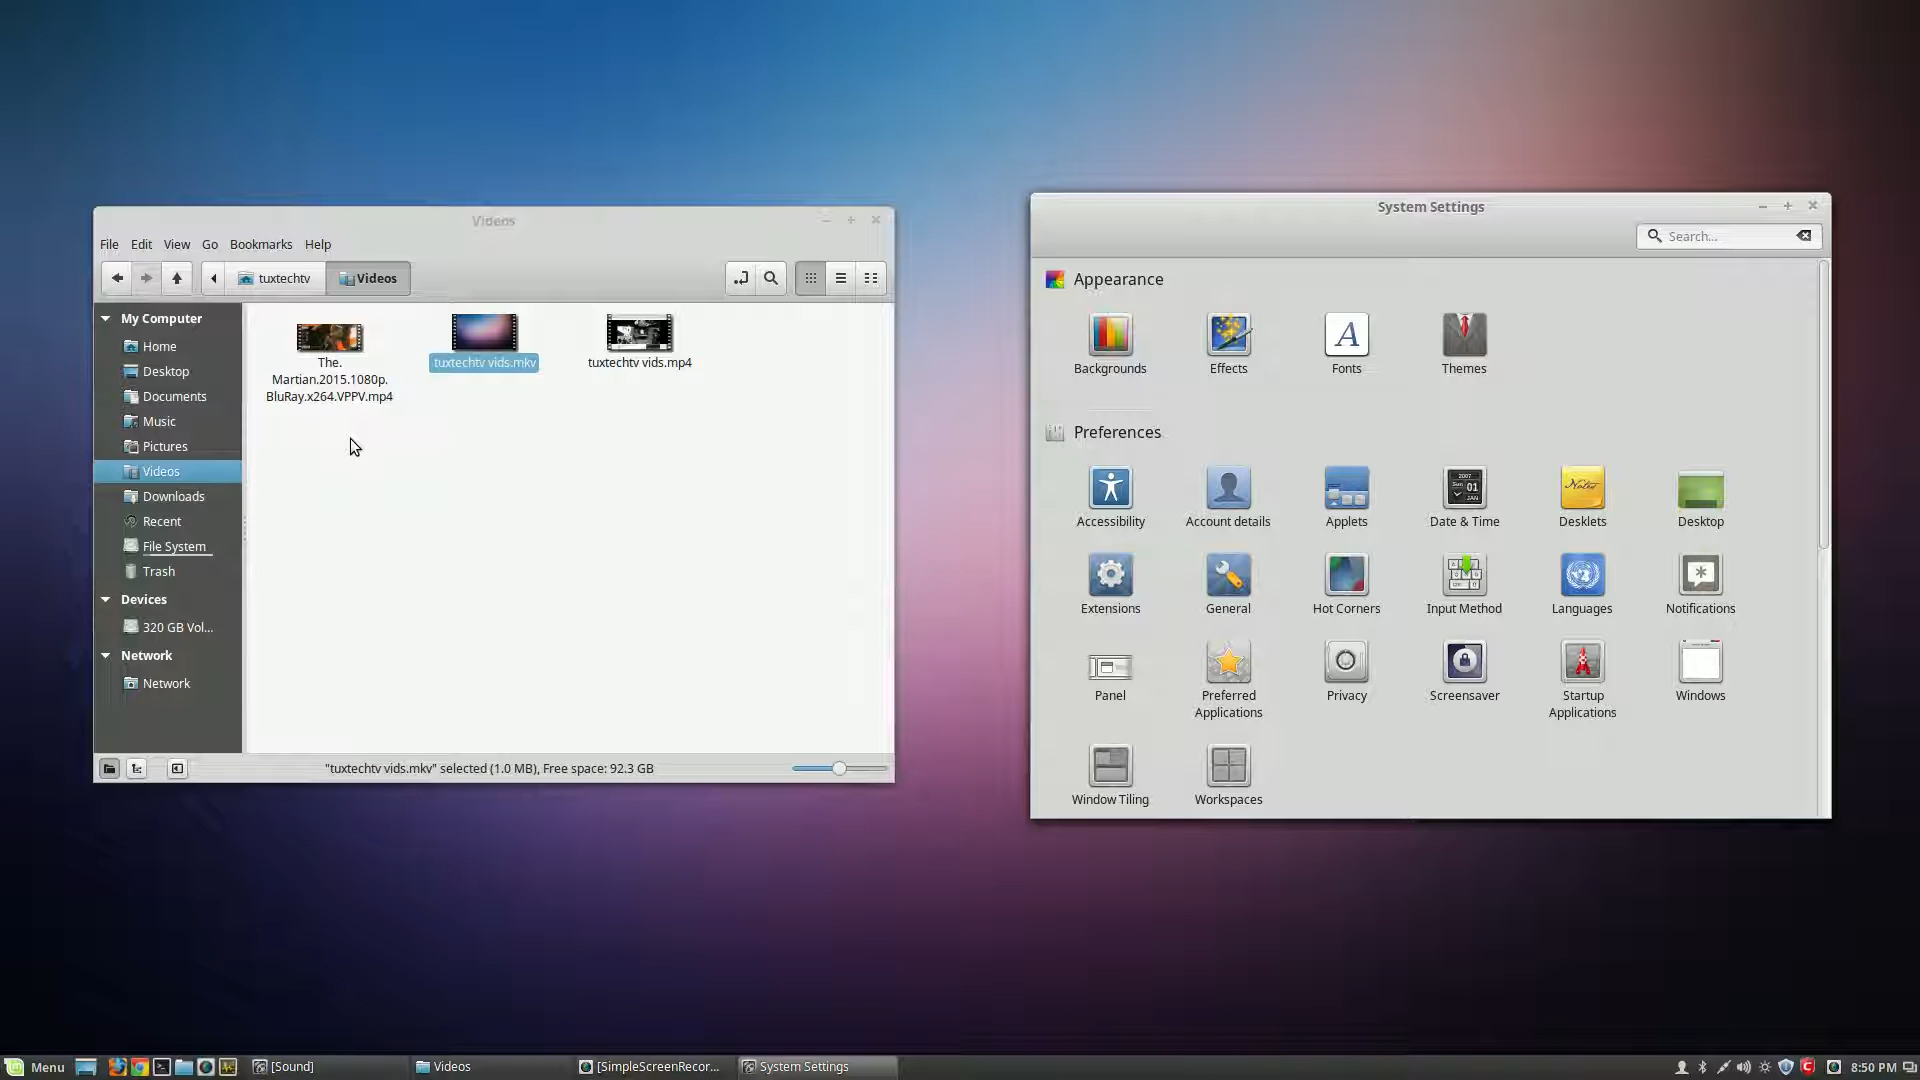 Videos
File Edit View Go Bookmarks Help
tuxtechtv Videos
My Computer
Home
Desktop
Documents
Music
Pictures
Videos
Downloads
Recent
File System
Trash
Devices
320 GB Vol...
Network
Network
The.
Martian.2015.1080p.
BluRay.x264.VPPV.mp4
tuxtechtv vids.mkv
tuxtechtv vids.mp4
"tuxtechtv vids.mkv" selected (1.0 MB), Free space: 92.3 GB
System Settings
Search...
Appearance
Backgrounds Effects Fonts Themes
Preferences
Accessibility Account details Applets Date & Time Desklets Desktop
Extensions General Hot Corners Input Method Languages Notifications
Panel Preferred Applications Privacy Screensaver Startup Applications Windows
Window Tiling Workspaces
Menu [Sound] Videos [SimpleScreenRecor... System Settings 8:50 PM